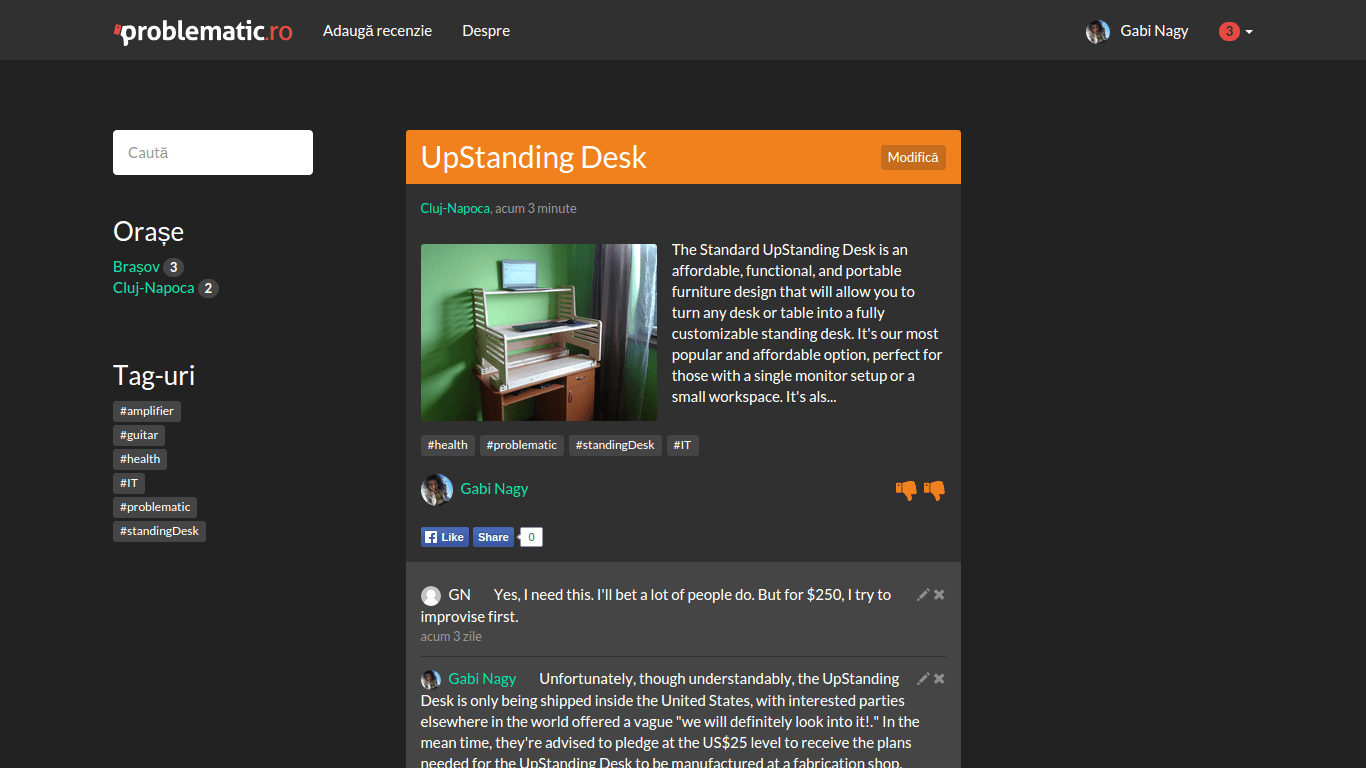 problematic.ro
Adaugă recenzie
Despre
Gabi Nagy
3
Caută
Orașe
Brașov 3
Cluj-Napoca 2
Tag-uri
#amplifier
#guitar
#health
#IT
#problematic
#standingDesk
UpStanding Desk
Modifică
Cluj-Napoca, acum 3 minute
The Standard UpStanding Desk is an
affordable, functional, and portable
furniture design that will allow you to
turn any desk or table into a fully
customizable standing desk. It's our most
popular and affordable option, perfect for
those with a single monitor setup or a
small workspace. It's als...
#health #problematic #standingDesk #IT
Gabi Nagy
Like Share 0
GN Yes, I need this. I'll bet a lot of people do. But for $250, I try to
improvise first.
acum 3 zile
Gabi Nagy Unfortunately, though understandably, the UpStanding
Desk is only being shipped inside the United States, with interested parties
elsewhere in the world offered a vague "we will definitely look into it!." In the
mean time, they're advised to pledge at the US$25 level to receive the plans
needed for the UpStanding Desk to be manufactured at a fabrication shop.